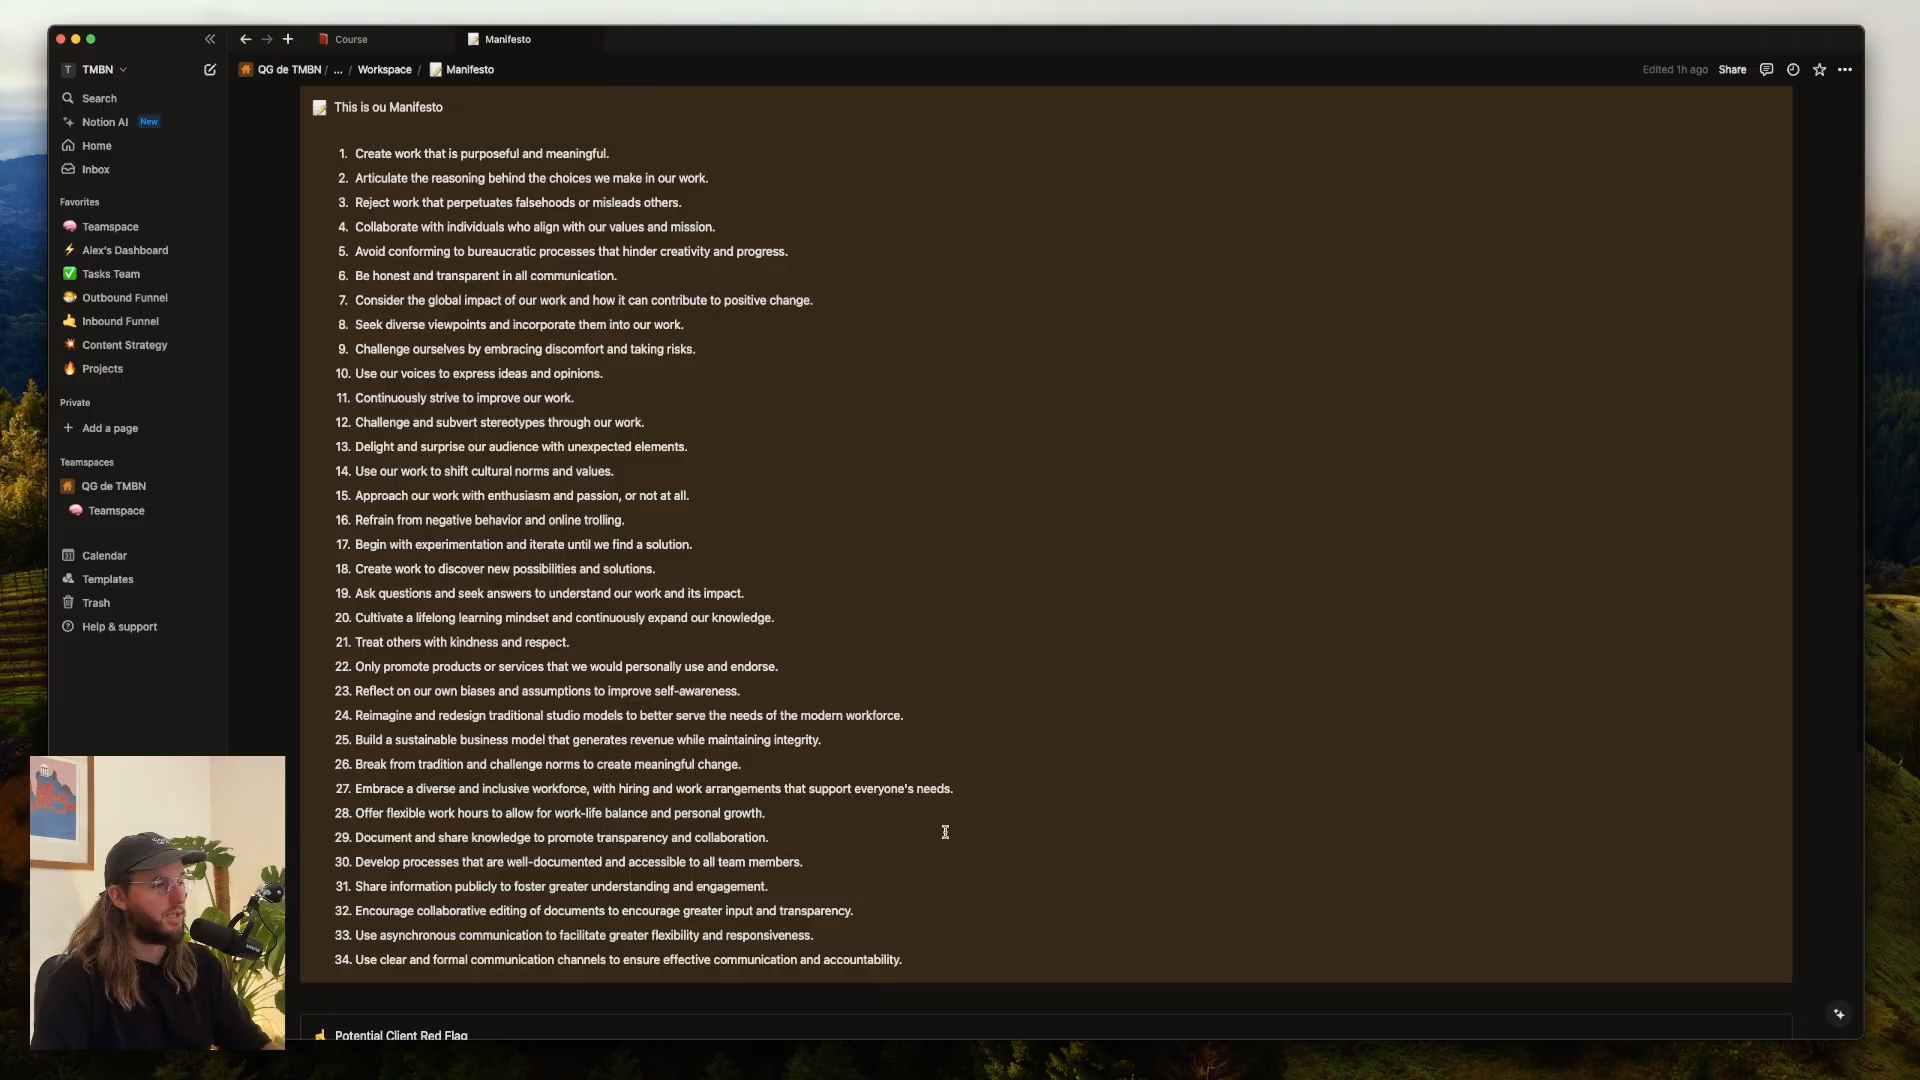 Course
Manifesto
T TMBN
QG de TMBN / ... / Workspace / Manifesto
Edited 1h ago
Share
Search
Notion AI New
Home
Inbox
Favorites
Teamspace
Alex's Dashboard
Tasks Team
Outbound Funnel
Inbound Funnel
Content Strategy
Projects
Private
Add a page
Teamspaces
QG de TMBN
Teamspace
Calendar
Templates
Trash
Help & support
This is ou Manifesto
1. Create work that is purposeful and meaningful.
2. Articulate the reasoning behind the choices we make in our work.
3. Reject work that perpetuates falsehoods or misleads others.
4. Collaborate with individuals who align with our values and mission.
5. Avoid conforming to bureaucratic processes that hinder creativity and progress.
6. Be honest and transparent in all communication.
7. Consider the global impact of our work and how it can contribute to positive change.
8. Seek diverse viewpoints and incorporate them into our work.
9. Challenge ourselves by embracing discomfort and taking risks.
10. Use our voices to express ideas and opinions.
11. Continuously strive to improve our work.
12. Challenge and subvert stereotypes through our work.
13. Delight and surprise our audience with unexpected elements.
14. Use our work to shift cultural norms and values.
15. Approach our work with enthusiasm and passion, or not at all.
16. Refrain from negative behavior and online trolling.
17. Begin with experimentation and iterate until we find a solution.
18. Create work to discover new possibilities and solutions.
19. Ask questions and seek answers to understand our work and its impact.
20. Cultivate a lifelong learning mindset and continuously expand our knowledge.
21. Treat others with kindness and respect.
22. Only promote products or services that we would personally use and endorse.
23. Reflect on our own biases and assumptions to improve self-awareness.
24. Reimagine and redesign traditional studio models to better serve the needs of the modern workforce.
25. Build a sustainable business model that generates revenue while maintaining integrity.
26. Break from tradition and challenge norms to create meaningful change.
27. Embrace a diverse and inclusive workforce, with hiring and work arrangements that support everyone's needs.
28. Offer flexible work hours to allow for work-life balance and personal growth.
29. Document and share knowledge to promote transparency and collaboration.
30. Develop processes that are well-documented and accessible to all team members.
31. Share information publicly to foster greater understanding and engagement.
32. Encourage collaborative editing of documents to encourage greater input and transparency.
33. Use asynchronous communication to facilitate greater flexibility and responsiveness.
34. Use clear and formal communication channels to ensure effective communication and accountability.
Potential Client Red Flag